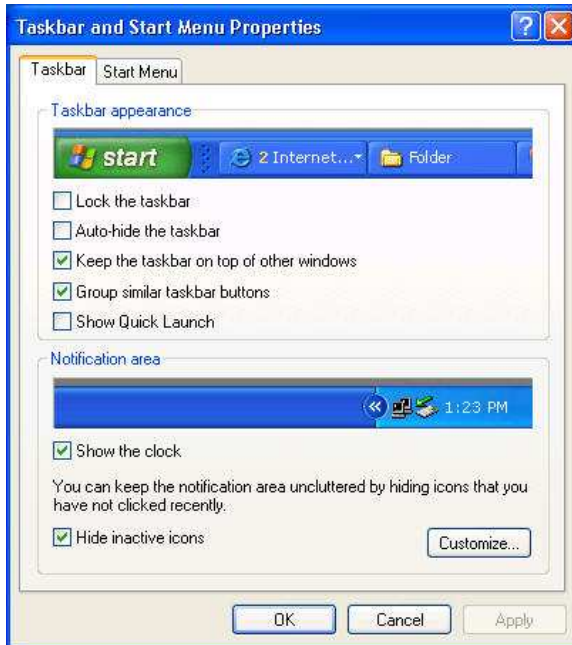 Taskbar and Start Menu Properties
Taskbar
Start Menu
Taskbar appearance
start
2 Internet...
Folder
Lock the taskbar
Auto-hide the taskbar
Keep the taskbar on top of other windows
Group similar taskbar buttons
Show Quick Launch
Notification area
1:23 PM
Show the clock
You can keep the notification area uncluttered by hiding icons that you
have not clicked recently.
Hide inactive icons
Customize...
OK
Cancel
Apply